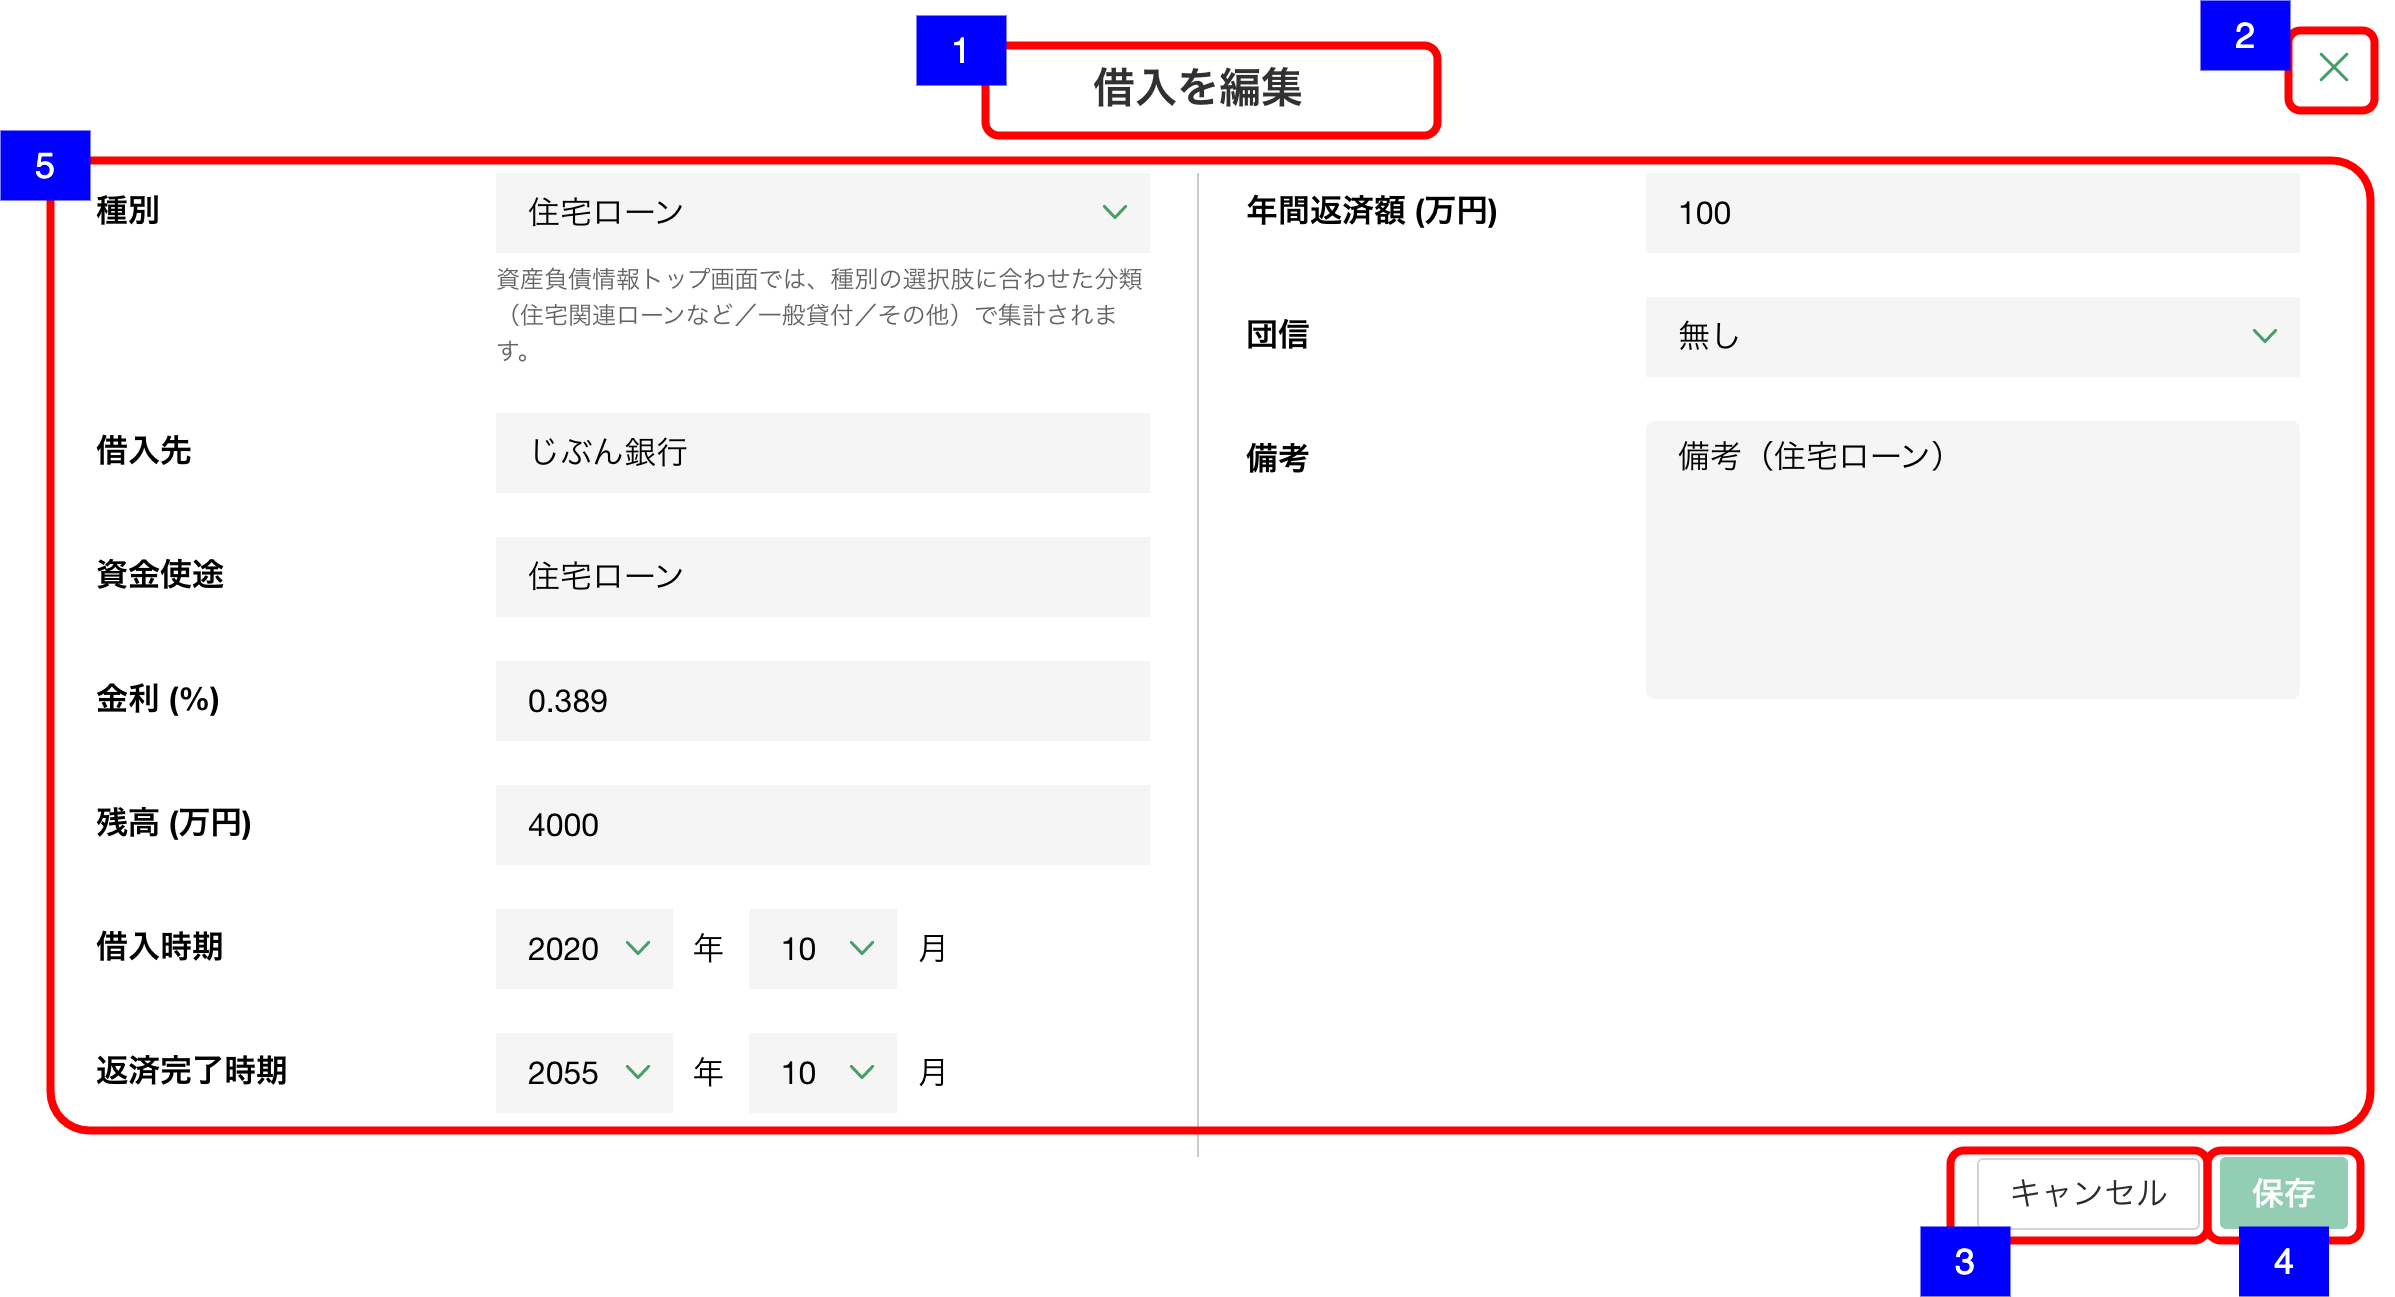 1
借入を編集
2
5
種別
住宅ローン
資産負債情報トップ画面では、種別の選択肢に合わせた分類
（住宅関連ローンなど／一般貸付／その他）で集計されま
す。
借入先
じぶん銀行
資金使途
住宅ローン
金利 (%)
0.389
残高 (万円)
4000
借入時期
2020 年 10 月
返済完了時期
2055 年 10 月
年間返済額 (万円)
100
団信
無し
備考
備考（住宅ローン）
キャンセル
保存
3
4